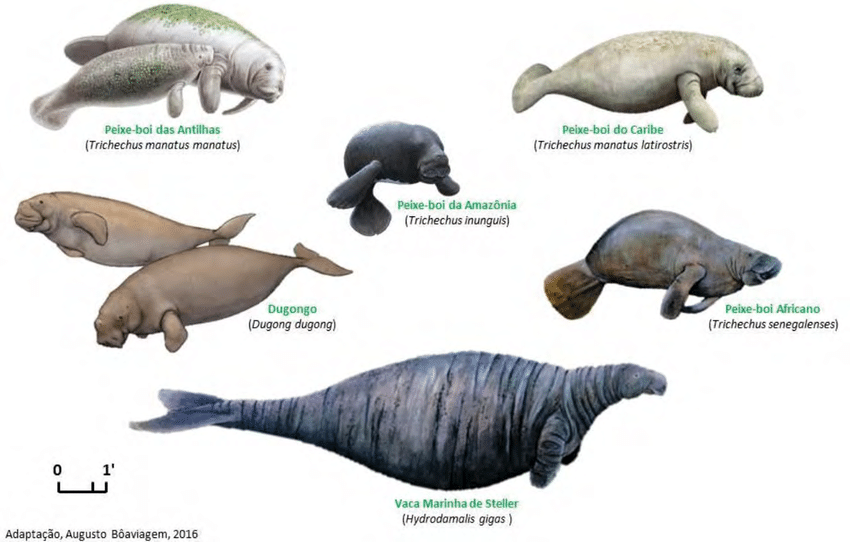 Peixe-boi das Antilhas
(Trichechus manatus manatus)
Peixe-boi do Caribe
(Trichechus manatus latirostris)
Peixe-boi da Amazônia
(Trichechus inunguis)
Dugongo
(Dugong dugong)
Peixe-boi Africano
(Trichechus senegalenses)
Vaca Marinha de Steller
(Hydrodamalis gigas )
0 1'
Adaptação, Augusto Bôaviagem, 2016